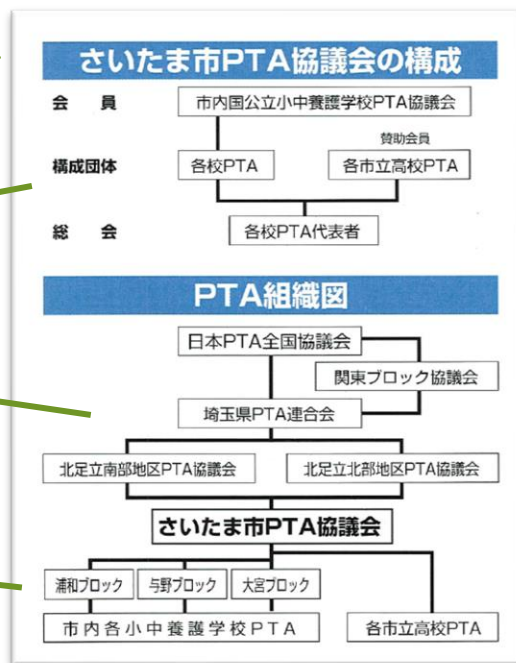 さいたま市PTA協議会の構成
会　員
市内国公立小中養護学校PTA協議会
賛助会員
構成団体
各校PTA
各市立高校PTA
総　会
各校PTA代表者
PTA組織図
日本PTA全国協議会
関東ブロック協議会
埼玉県PTA連合会
北足立南部地区PTA協議会
北足立北部地区PTA協議会
さいたま市PTA協議会
浦和ブロック
与野ブロック
大宮ブロック
市内各小中養護学校PTA
各市立高校PTA